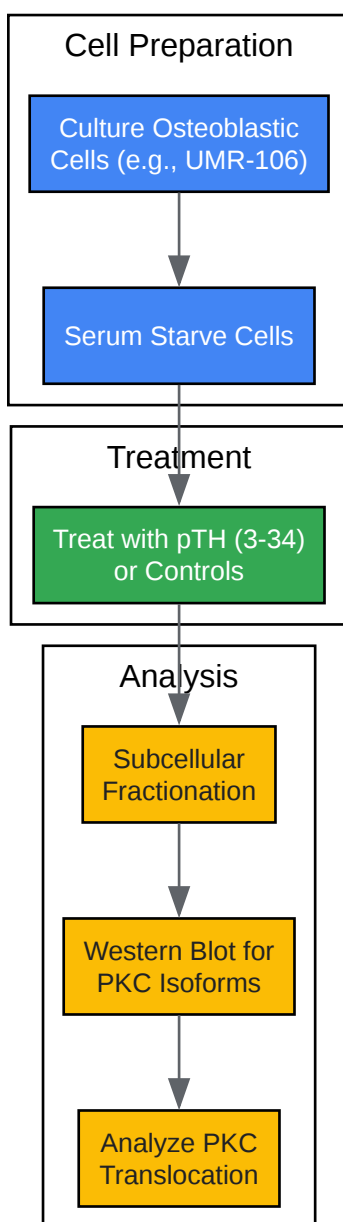 Cell Preparation
Culture Osteoblastic
Cells (e.g., UMR-106)
Serum Starve Cells
Treatment
Treat with pTH (3-34)
or Controls
Analysis
Subcellular
Fractionation
Western Blot for
PKC Isoforms
Analyze PKC
Translocation